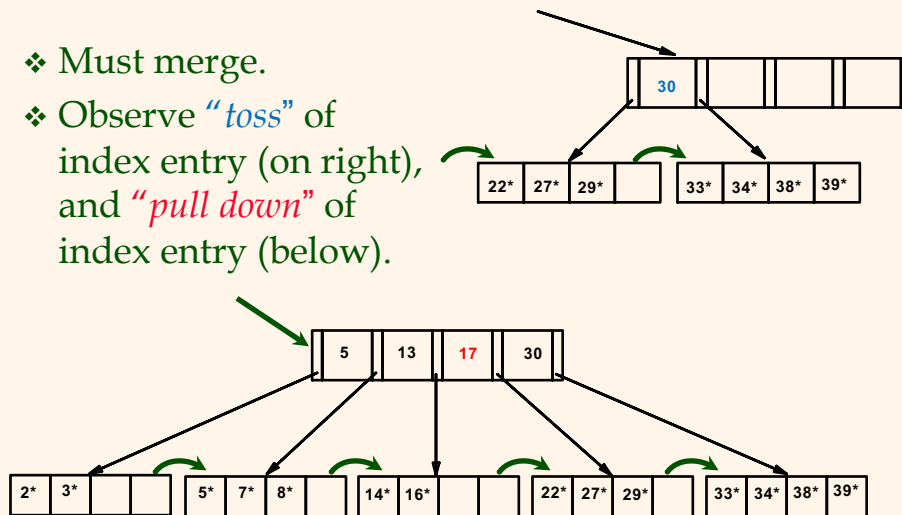 ❖ Must merge.
❖ Observe “toss” of
index entry (on right),
and “pull down” of
index entry (below).
30
22* 27* 29* 33* 34* 38* 39*
5 13 17 30
2* 3* 5* 7* 8* 14* 16* 22* 27* 29* 33* 34* 38* 39*